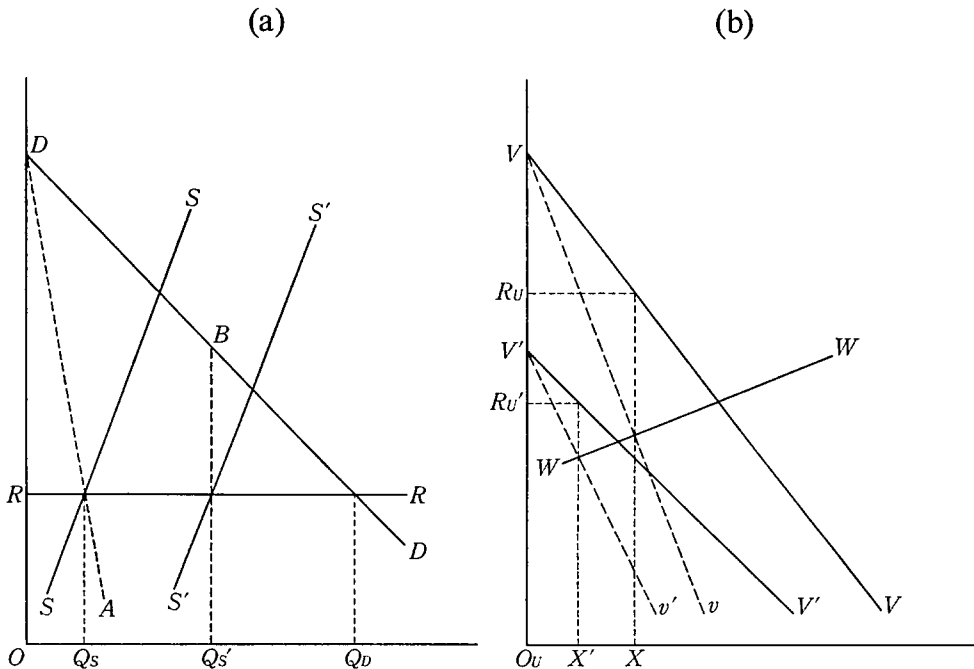 (a) (b)
D
S
S'
B
R R
D
S A S'
O QS QS' QD
V
RU
V'
RU'
W
W
v' v V' V
OU X' X